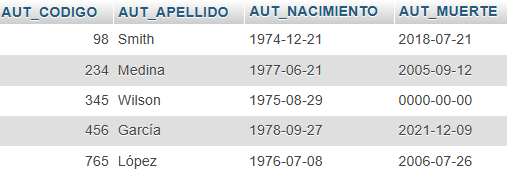 AUT_CODIGO AUT_APELLIDO AUT_NACIMIENTO AUT_MUERTE
98 Smith 1974-12-21 2018-07-21
234 Medina 1977-06-21 2005-09-12
345 Wilson 1975-08-29 0000-00-00
456 García 1978-09-27 2021-12-09
765 López 1976-07-08 2006-07-26